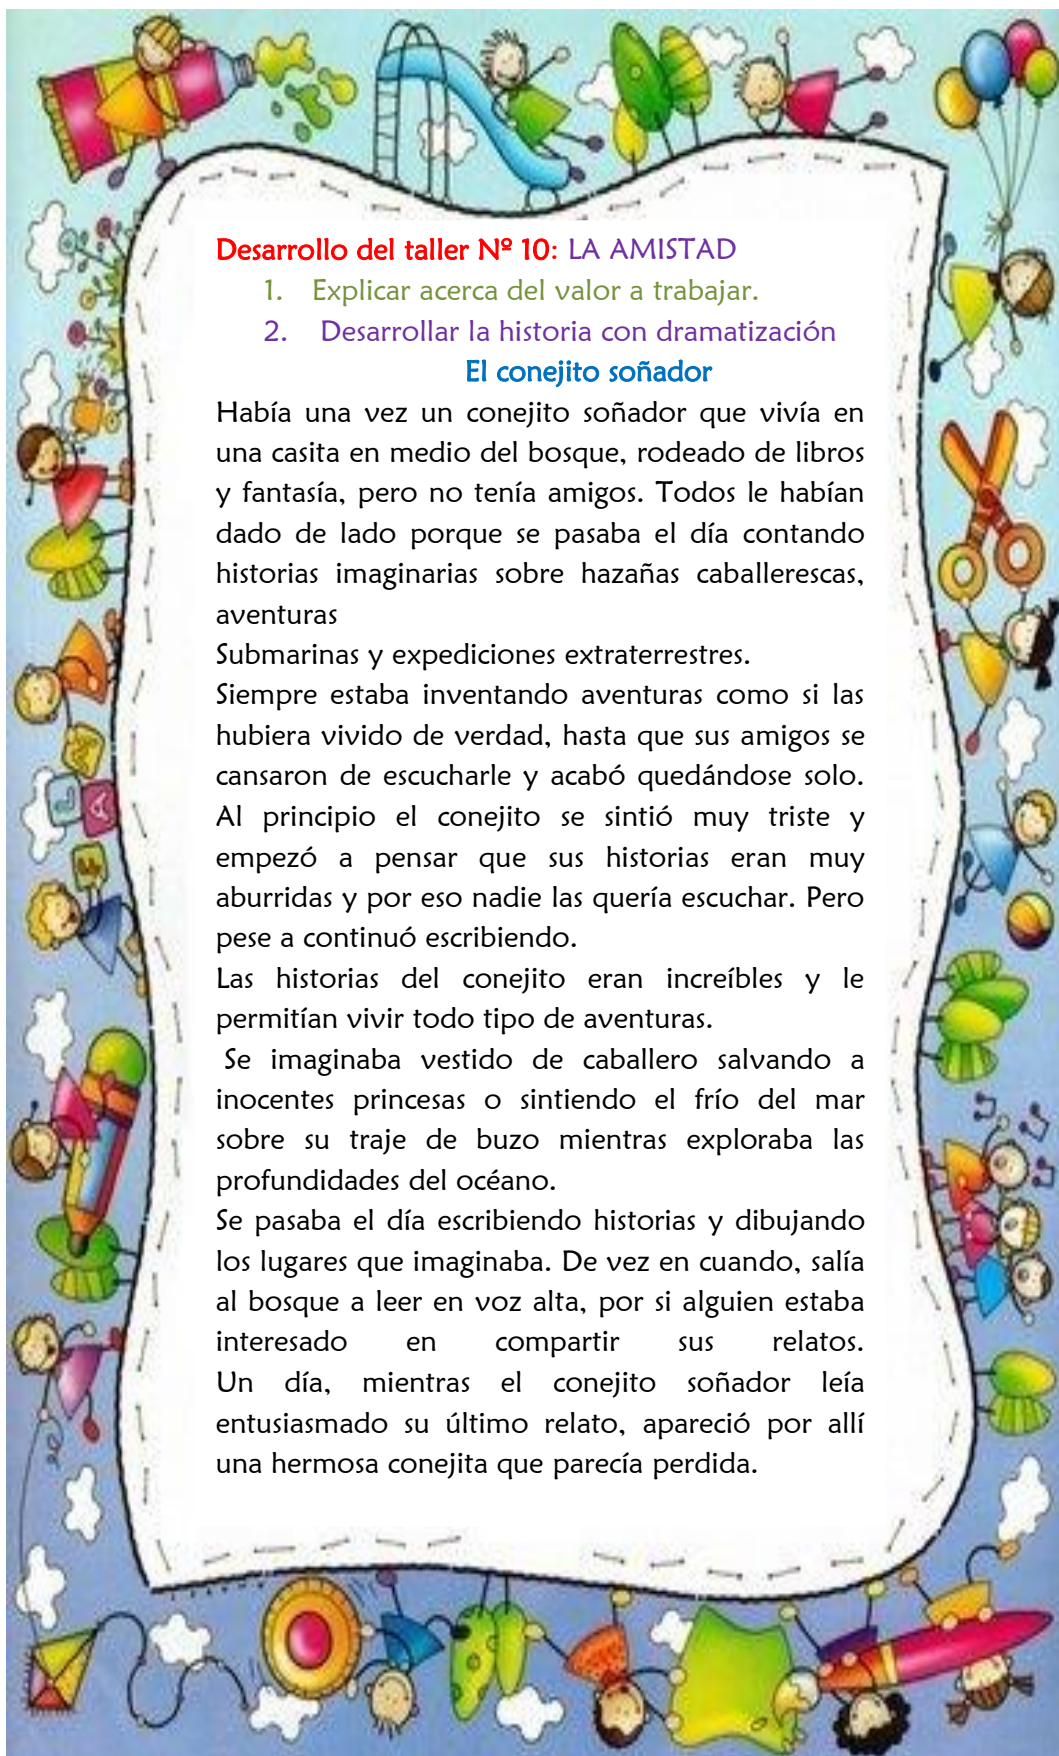 Desarrollo del taller Nº 10: LA AMISTAD
1. Explicar acerca del valor a trabajar.
2. Desarrollar la historia con dramatización
El conejito soñador
Había una vez un conejito soñador que vivía en
una casita en medio del bosque, rodeado de libros
y fantasía, pero no tenía amigos. Todos le habían
dado de lado porque se pasaba el día contando
historias imaginarias sobre hazañas caballerescas,
aventuras
Submarinas y expediciones extraterrestres.
Siempre estaba inventando aventuras como si las
hubiera vivido de verdad, hasta que sus amigos se
cansaron de escucharle y acabó quedándose solo.
Al principio el conejito se sintió muy triste y
empezó a pensar que sus historias eran muy
aburridas y por eso nadie las quería escuchar. Pero
pese a continuó escribiendo.
Las historias del conejito eran increíbles y le
permitían vivir todo tipo de aventuras.
Se imaginaba vestido de caballero salvando a
inocentes princesas o sintiendo el frío del mar
sobre su traje de buzo mientras exploraba las
profundidades del océano.
Se pasaba el día escribiendo historias y dibujando
los lugares que imaginaba. De vez en cuando, salía
al bosque a leer en voz alta, por si alguien estaba
interesado en compartir sus relatos.
Un día, mientras el conejito soñador leía
entusiasmado su último relato, apareció por allí
una hermosa conejita que parecía perdida.